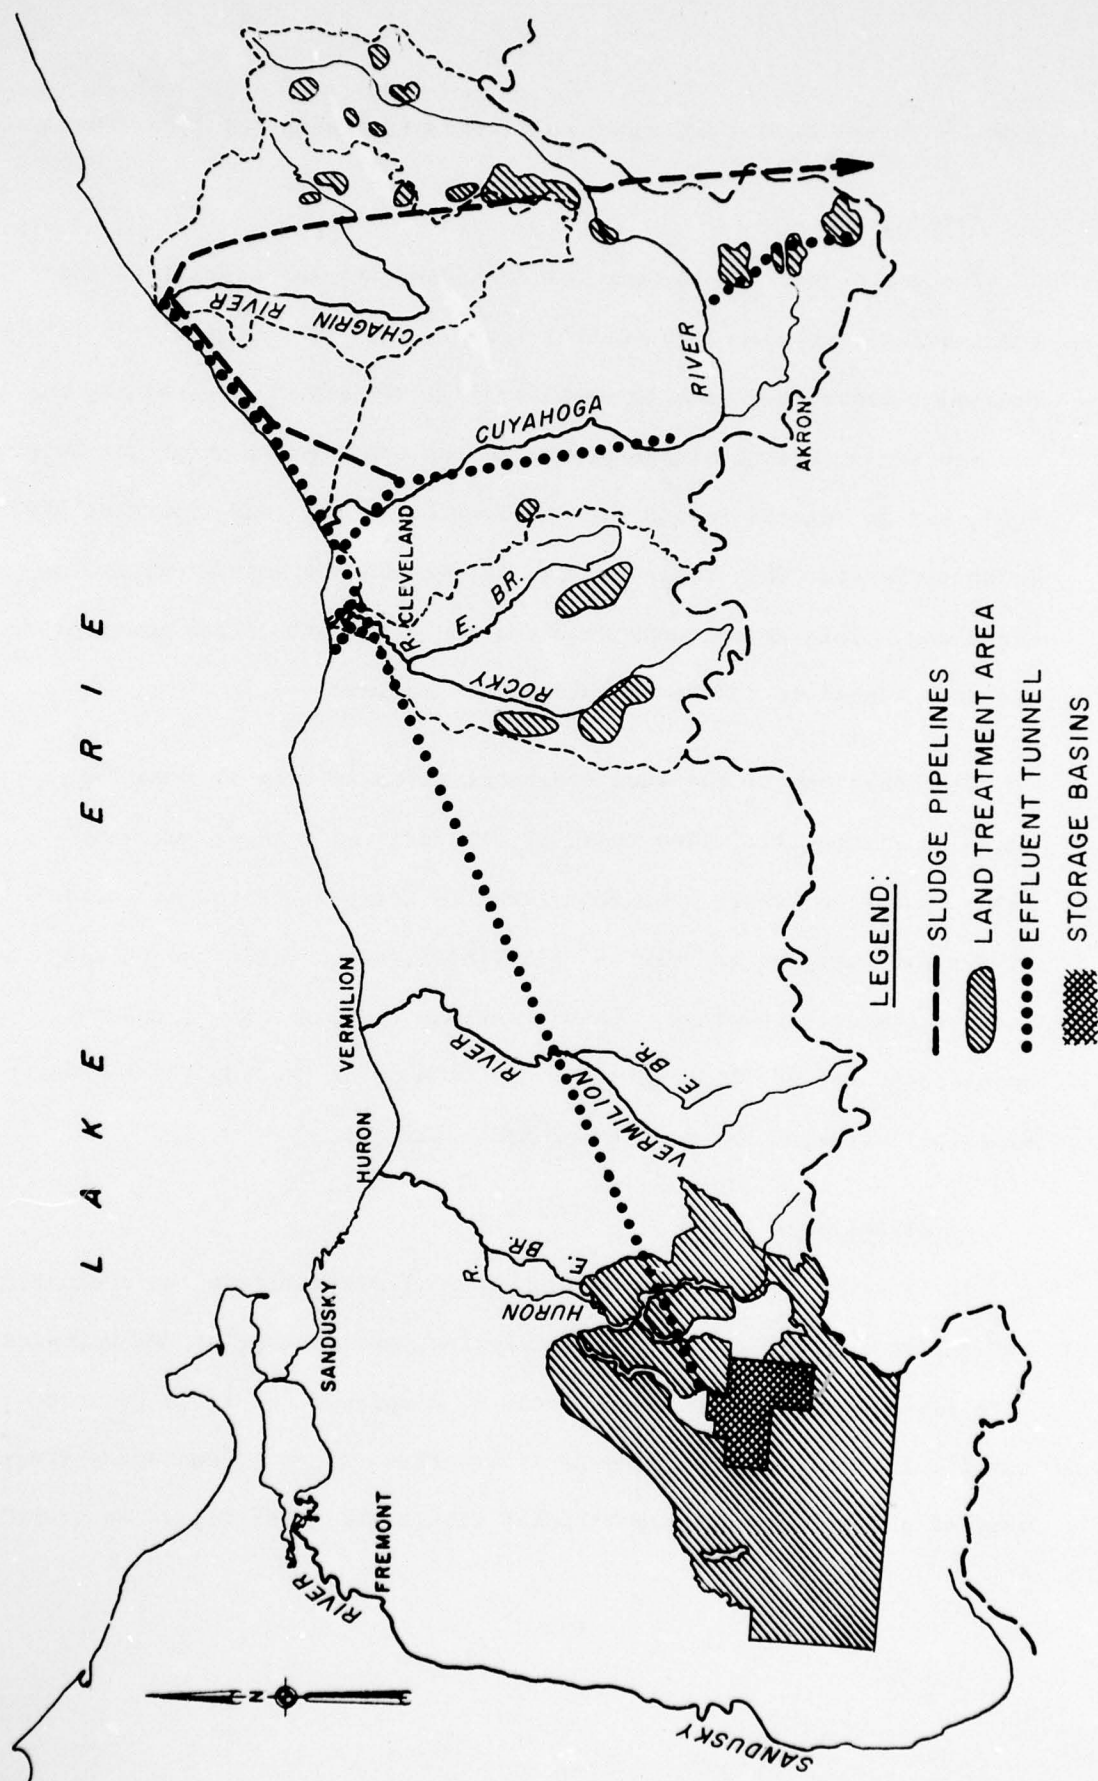 LAKE ERIE
N
SANDUSKY
RIVER
FREMONT
SANDUSKY
HURON
VERMILION
HURON
R.
E.
BR.
VERMILION
RIVER
E. BR.
CLEVELAND
R.
ROCKY
E.
BR.
CUYAHOGA
RIVER
AKRON
CHAGRIN
RIVER
LEGEND:
SLUDGE PIPELINES
LAND TREATMENT AREA
EFFLUENT TUNNEL
STORAGE BASINS